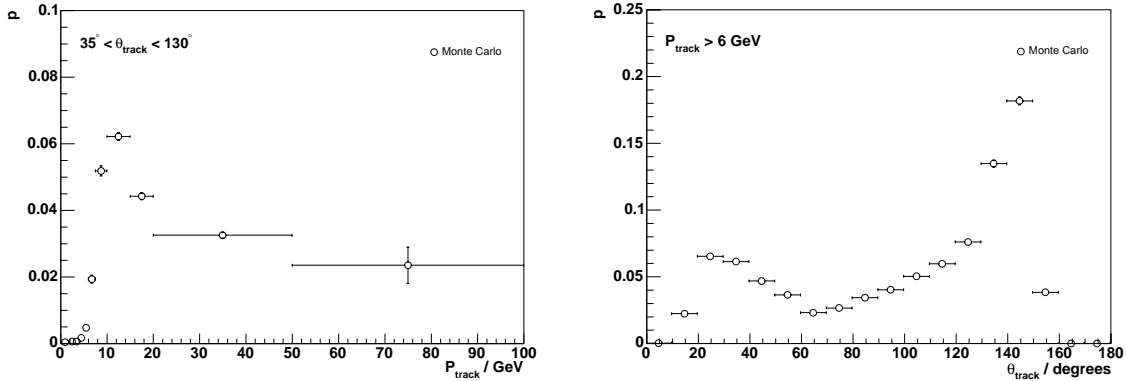 p
0.1
35° < θtrack < 130°
Monte Carlo
0.08
0.06
0.04
0.02
0
0 10 20 30 40 50 60 70 80 90 100
Ptrack / GeV
p
0.25
Ptrack > 6 GeV
Monte Carlo
0.2
0.15
0.1
0.05
0
0 20 40 60 80 100 120 140 160 180
θtrack / degrees